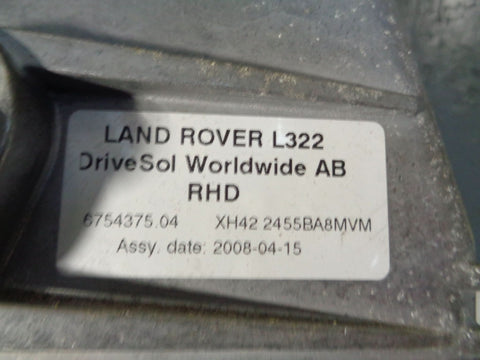 LAND ROVER L322
DriveSol Worldwide AB
RHD
6754375.04 XH42 2455BA8MVM
Assy. date: 2008-04-15